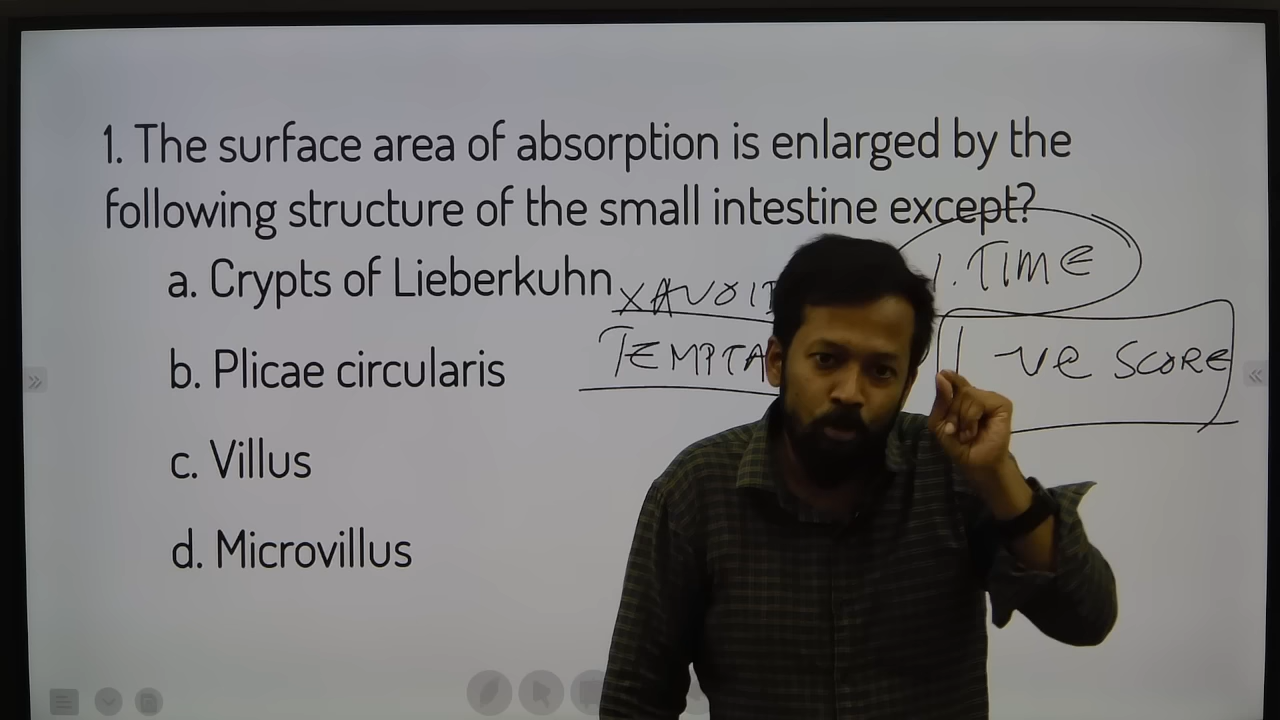 1. The surface area of absorption is enlarged by the
following structure of the small intestine except?
a. Crypts of Lieberkuhn
b. Plicae circularis
c. Villus
d. Microvillus
1. TIME
-ve SCORE